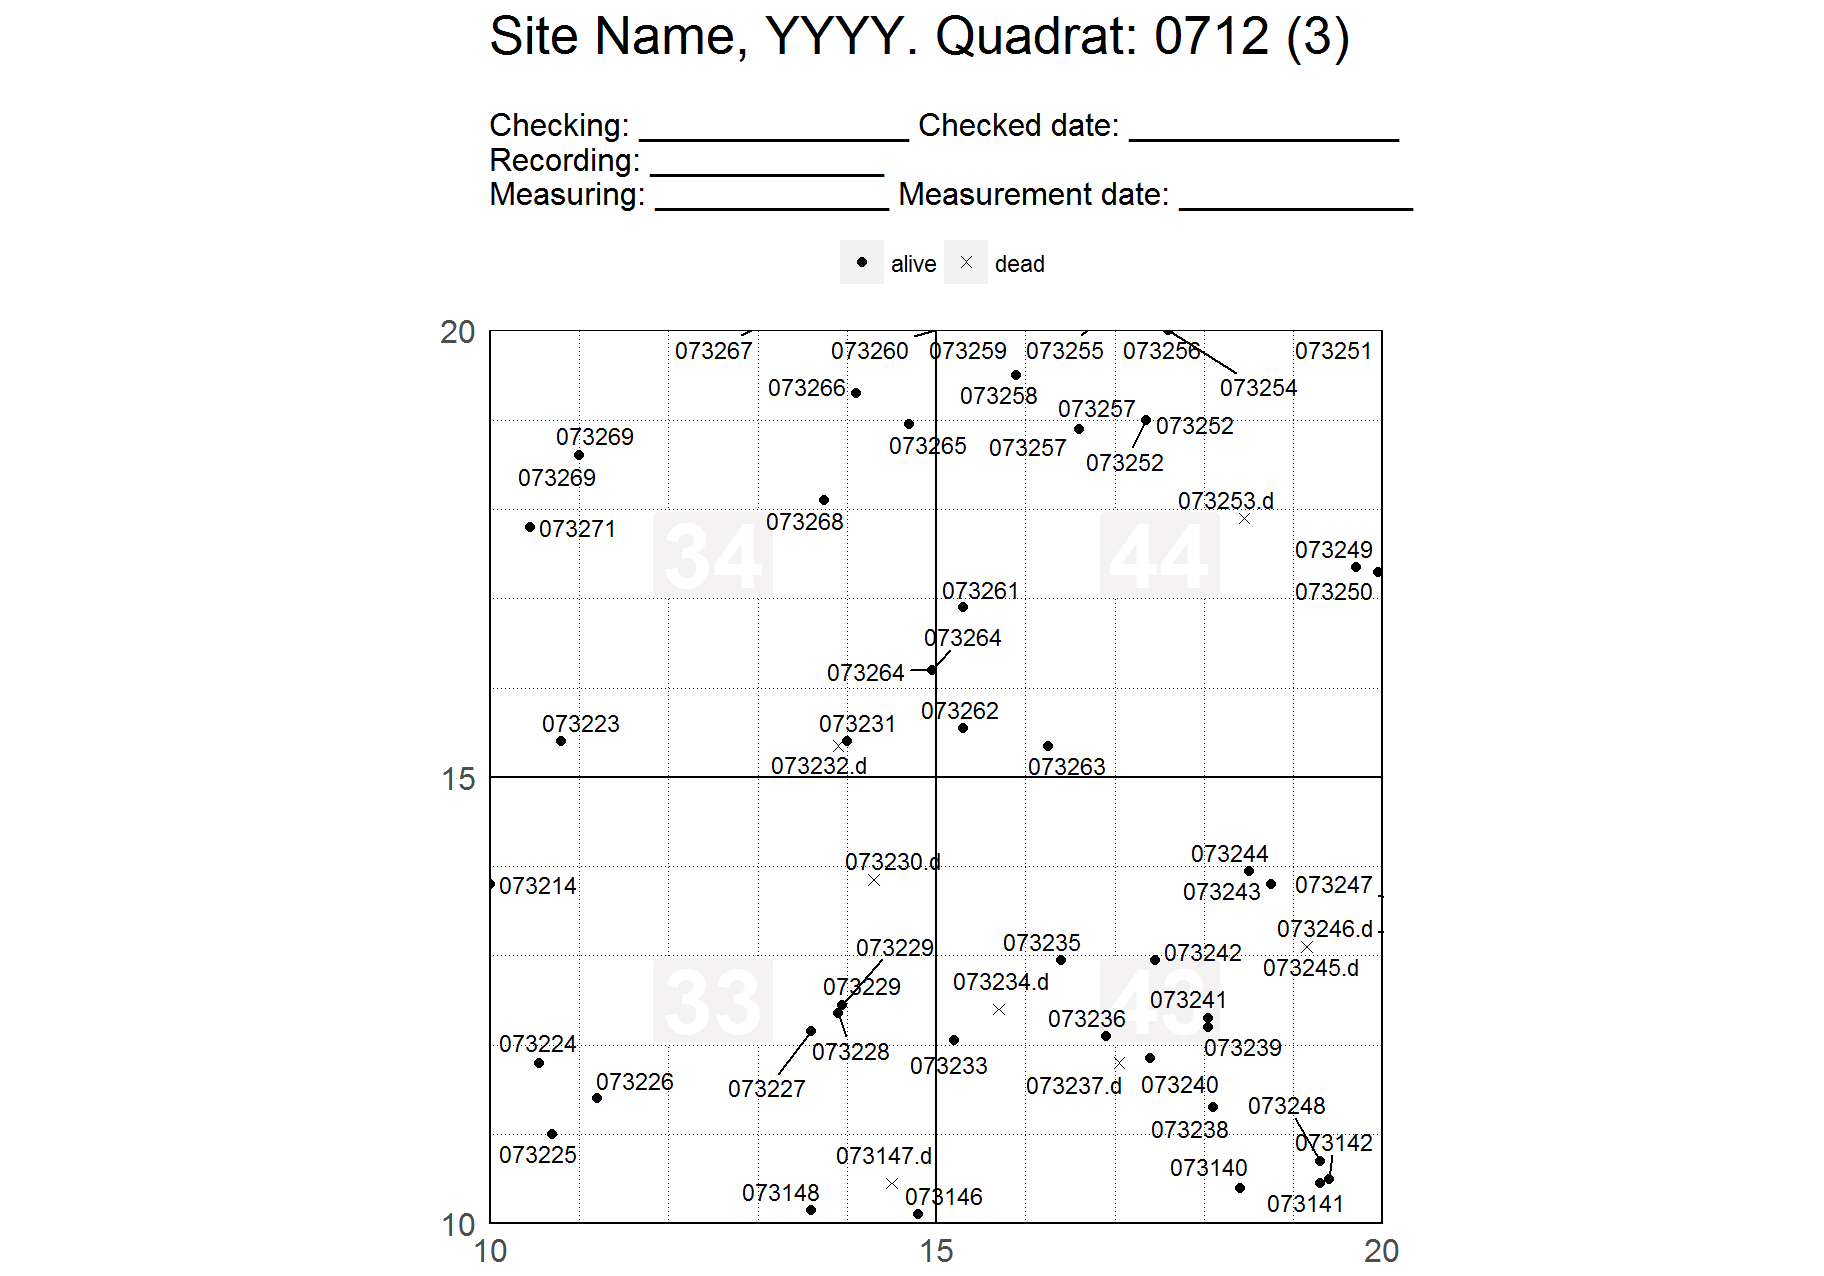 Site Name, YYYY. Quadrat: 0712 (3)
Checking: _______________ Checked date: _______________
Recording: _____________
Measuring: _____________ Measurement date: _____________
alive dead
20
073267 073260 073259 073255 073256 073251
073266 073258 073254
073257
073269 073265 073257 073252
073252
073269
073253.d
073271 073268
34 44
073249
073261 073250
073264
073264
073262
073223 073231
073232.d 073263
15
073244
073230.d
073214 073243 073247
073246.d
073229 073235 073242
073245.d
073234.d
073229
33 43
073241
073236
073224 073228 073239
073233
073226 073227 073237.d 073240
073248
073238
073225 073147.d 073142
073140
073148 073146 073141
10
10 15 20